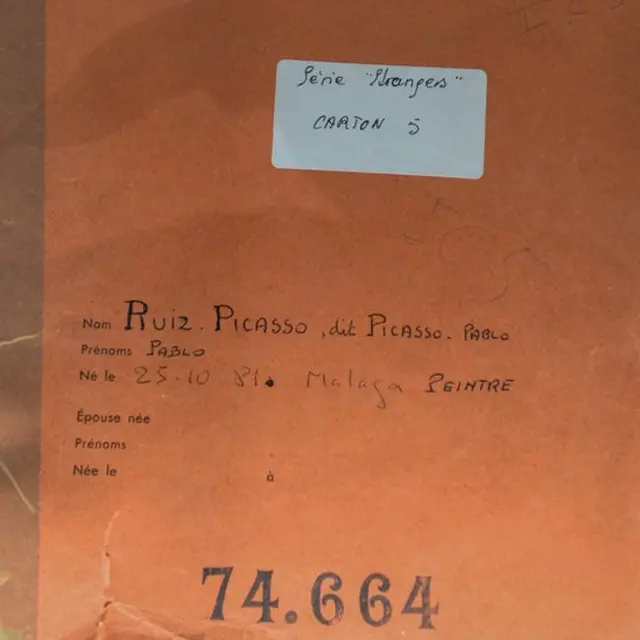 Série "Etrangers"
CARTON 5
Nom RUIZ. PICASSO, dit PICASSO. PABLO
Prénoms PABLO
Né le 25.10 81. Malaga PEINTRE
Épouse née
Prénoms
Née le à
74.664